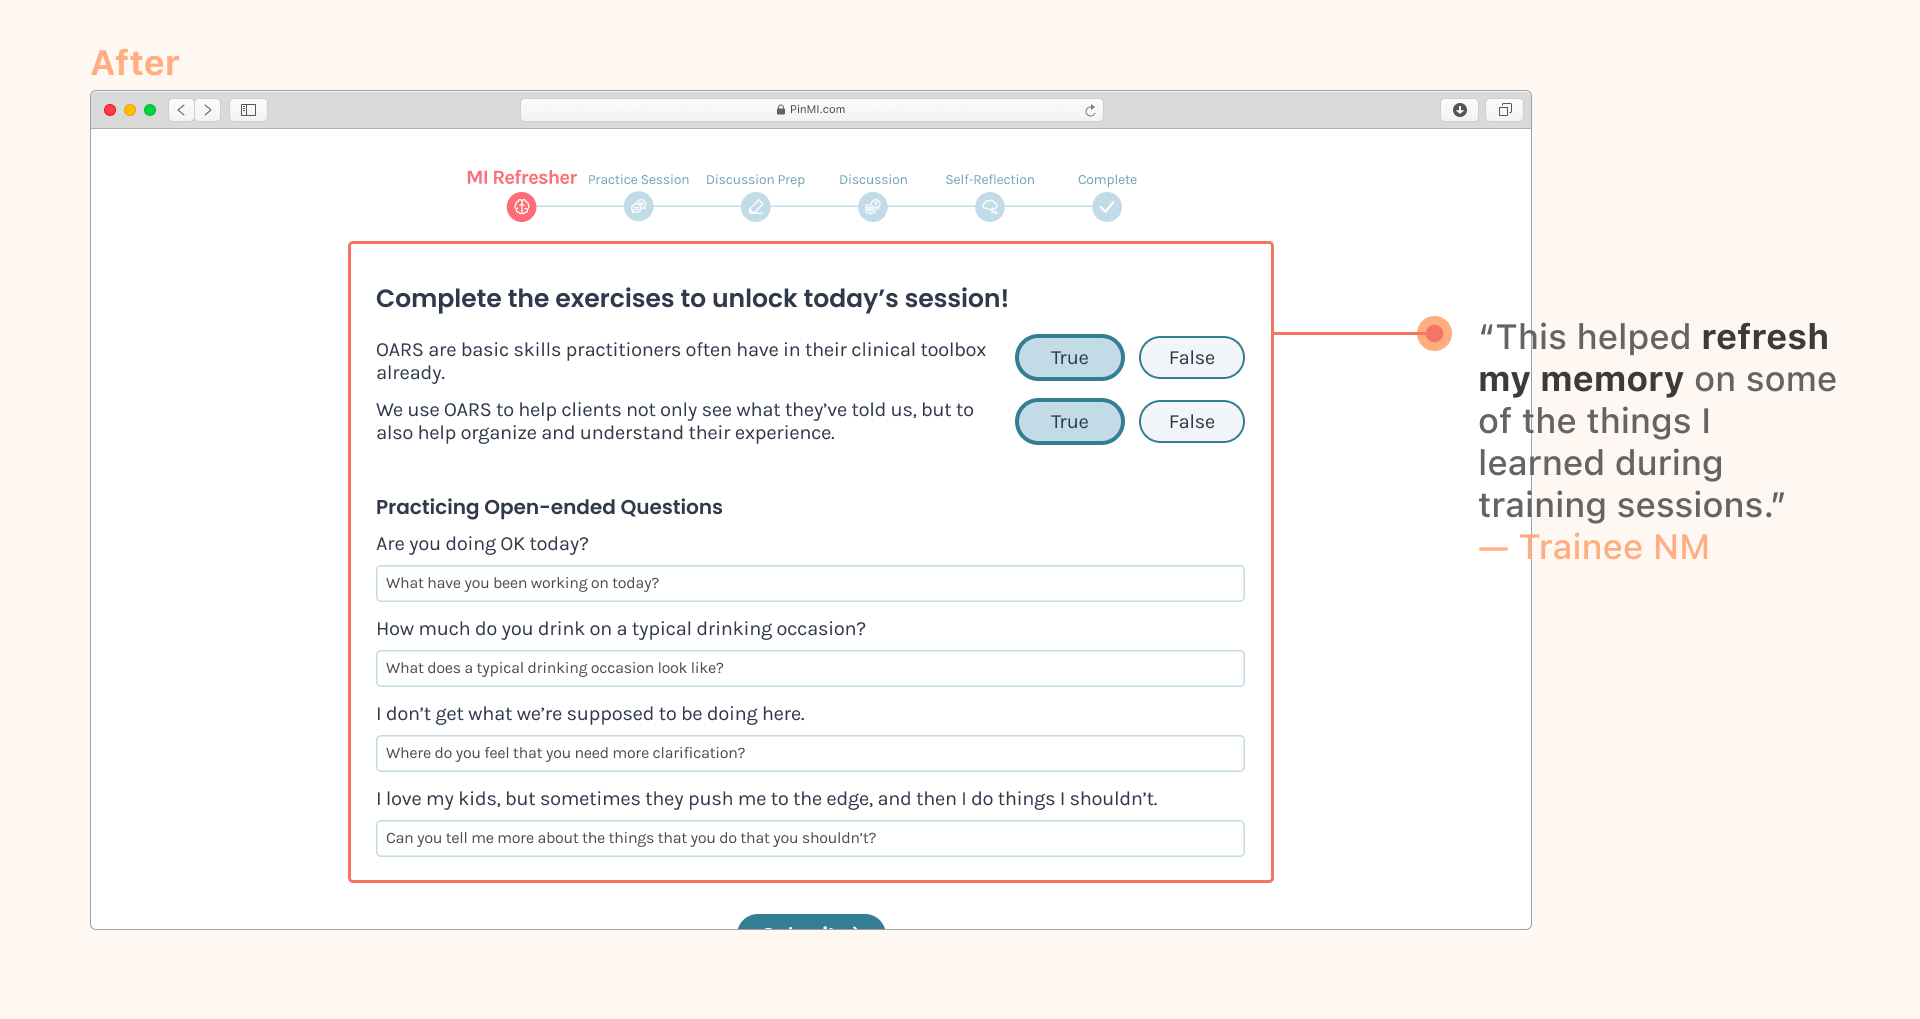 After
PinMI.com
MI Refresher
Practice Session
Discussion Prep
Discussion
Self-Reflection
Complete
Complete the exercises to unlock today’s session!
OARS are basic skills practitioners often have in their clinical toolbox
already.
True
False
We use OARS to help clients not only see what they’ve told us, but to
also help organize and understand their experience.
True
False
Practicing Open-ended Questions
Are you doing OK today?
What have you been working on today?
How much do you drink on a typical drinking occasion?
What does a typical drinking occasion look like?
I don’t get what we’re supposed to be doing here.
Where do you feel that you need more clarification?
I love my kids, but sometimes they push me to the edge, and then I do things I shouldn’t.
Can you tell me more about the things that you do that you shouldn’t?
“This helped refresh
my memory on some
of the things I
learned during
training sessions.”
— Trainee NM